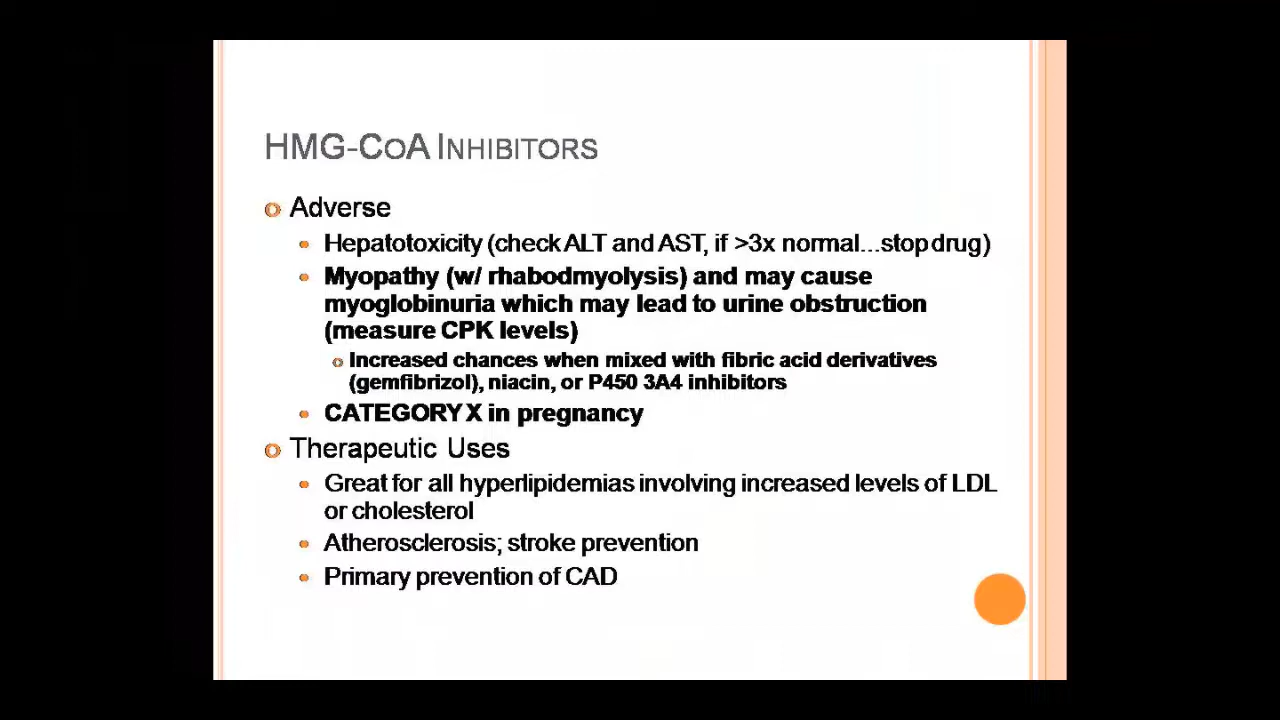 HMG-CoA Inhibitors
Adverse
Hepatotoxicity (check ALT and AST, if >3x normal...stop drug)
Myopathy (w/ rhabodmyolysis) and may cause
myoglobinuria which may lead to urine obstruction
(measure CPK levels)
Increased chances when mixed with fibric acid derivatives
(gemfibrizol), niacin, or P450 3A4 inhibitors
CATEGORY X in pregnancy
Therapeutic Uses
Great for all hyperlipidemias involving increased levels of LDL
or cholesterol
Atherosclerosis; stroke prevention
Primary prevention of CAD